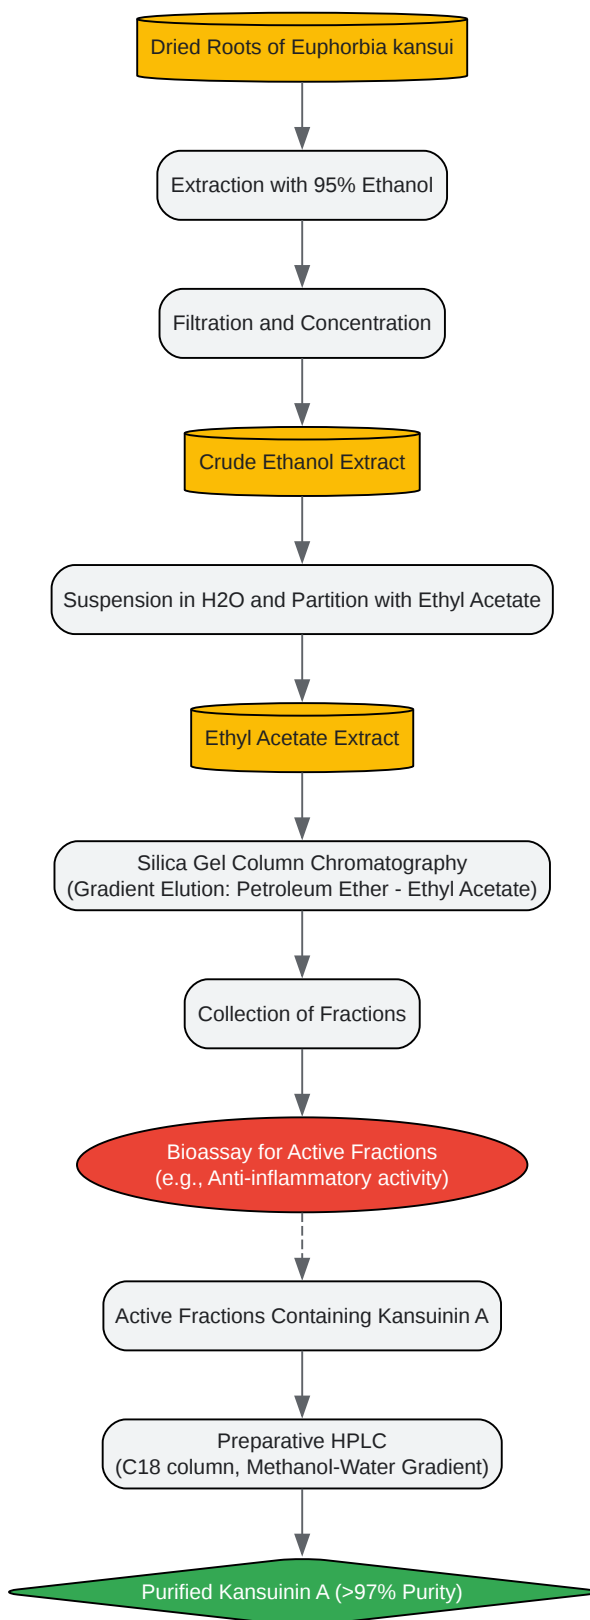 Dried Roots of Euphorbia kansui
Extraction with 95% Ethanol
Filtration and Concentration
Crude Ethanol Extract
Suspension in H2O and Partition with Ethyl Acetate
Ethyl Acetate Extract
Silica Gel Column Chromatography
(Gradient Elution: Petroleum Ether - Ethyl Acetate)
Collection of Fractions
Bioassay for Active Fractions
(e.g., Anti-inflammatory activity)
Active Fractions Containing Kansuinin A
Preparative HPLC
(C18 column, Methanol-Water Gradient)
Purified Kansuinin A (>97% Purity)